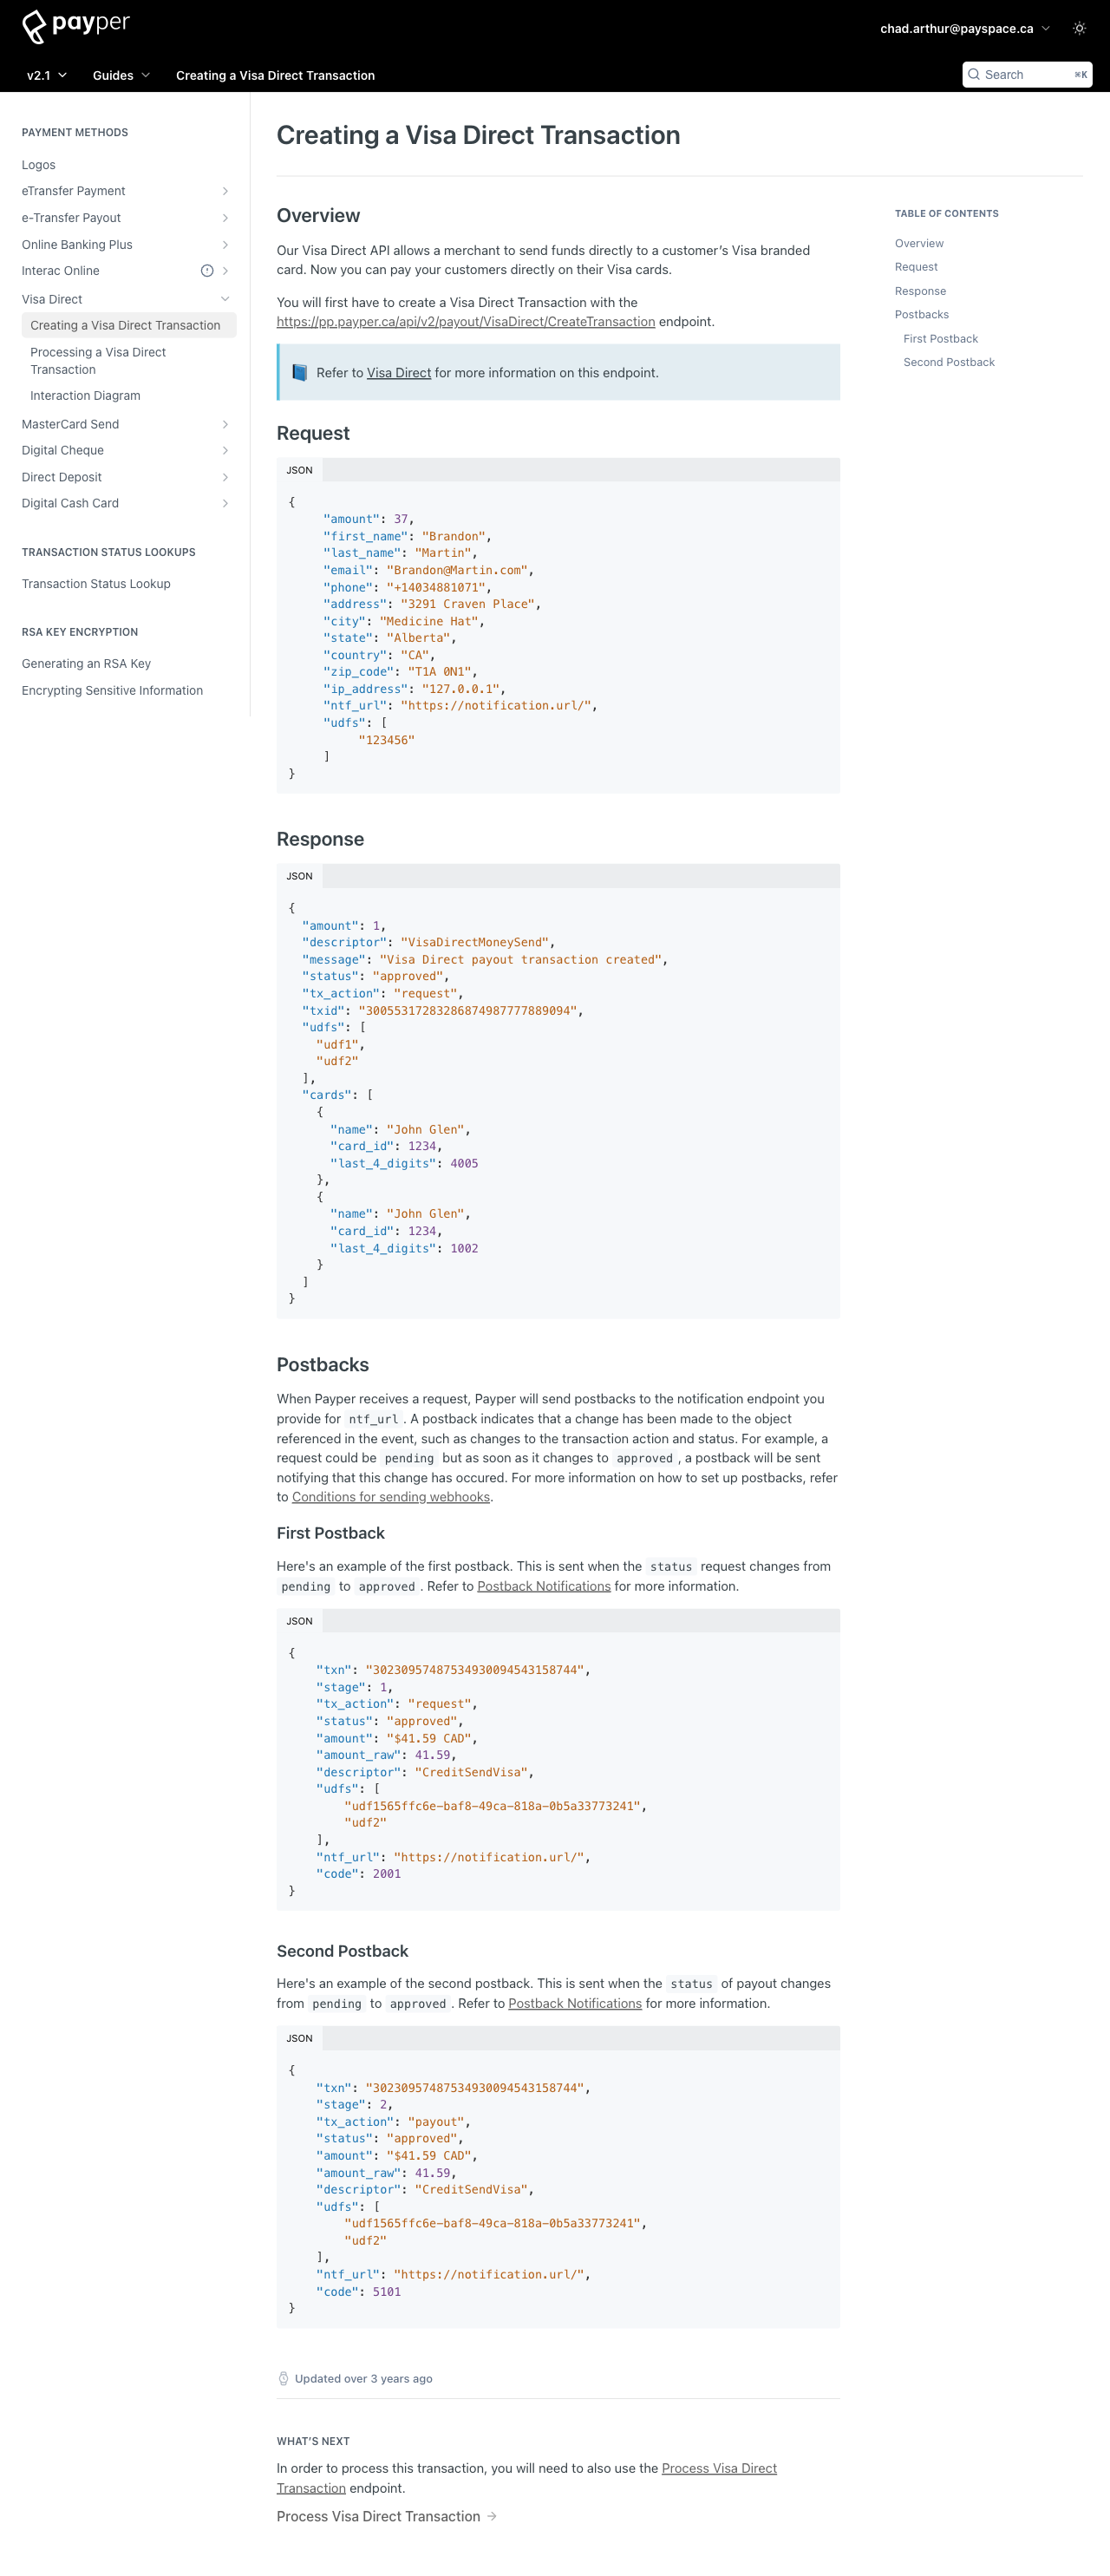 payper
chad.arthur@payspace.ca
v2.1
Guides
Creating a Visa Direct Transaction
Search
⌘K
PAYMENT METHODS
Logos
eTransfer Payment
e-Transfer Payout
Online Banking Plus
Interac Online
Visa Direct
Creating a Visa Direct Transaction
Processing a Visa Direct
Transaction
Interaction Diagram
MasterCard Send
Digital Cheque
Direct Deposit
Digital Cash Card
TRANSACTION STATUS LOOKUPS
Transaction Status Lookup
RSA KEY ENCRYPTION
Generating an RSA Key
Encrypting Sensitive Information
Creating a Visa Direct Transaction
Overview
Our Visa Direct API allows a merchant to send funds directly to a customer's Visa branded
card. Now you can pay your customers directly on their Visa cards.
You will first have to create a Visa Direct Transaction with the
https://pp.payper.ca/api/v2/payout/VisaDirect/CreateTransaction endpoint.
Refer to Visa Direct for more information on this endpoint.
Request
JSON
{
"amount": 37,
"first_name": "Brandon",
"last_name": "Martin",
"email": "Brandon@Martin.com",
"phone": "+14034881071",
"address": "3291 Craven Place",
"city": "Medicine Hat",
"state": "Alberta",
"country": "CA",
"zip_code": "T1A 0N1",
"ip_address": "127.0.0.1",
"ntf_url": "https://notification.url/",
"udfs": [
"123456"
]
}
Response
JSON
{
"amount": 1,
"descriptor": "VisaDirectMoneySend",
"message": "Visa Direct payout transaction created",
"status": "approved",
"tx_action": "request",
"txid": "30055317283286874987777889094",
"udfs": [
"udf1",
"udf2"
],
"cards": [
{
"name": "John Glen",
"card_id": 1234,
"last_4_digits": 4005
},
{
"name": "John Glen",
"card_id": 1234,
"last_4_digits": 1002
}
]
}
Postbacks
When Payper receives a request, Payper will send postbacks to the notification endpoint you
provide for ntf_url . A postback indicates that a change has been made to the object
referenced in the event, such as changes to the transaction action and status. For example, a
request could be pending but as soon as it changes to approved , a postback will be sent
notifying that this change has occured. For more information on how to set up postbacks, refer
to Conditions for sending webhooks.
First Postback
Here's an example of the first postback. This is sent when the status request changes from
pending to approved . Refer to Postback Notifications for more information.
JSON
{
"txn": "30230957487534930094543158744",
"stage": 1,
"tx_action": "request",
"status": "approved",
"amount": "$41.59 CAD",
"amount_raw": 41.59,
"descriptor": "CreditSendVisa",
"udfs": [
"udf1565ffc6e-baf8-49ca-818a-0b5a33773241",
"udf2"
],
"ntf_url": "https://notification.url/",
"code": 2001
}
Second Postback
Here's an example of the second postback. This is sent when the status of payout changes
from pending to approved . Refer to Postback Notifications for more information.
JSON
{
"txn": "30230957487534930094543158744",
"stage": 2,
"tx_action": "payout",
"status": "approved",
"amount": "$41.59 CAD",
"amount_raw": 41.59,
"descriptor": "CreditSendVisa",
"udfs": [
"udf1565ffc6e-baf8-49ca-818a-0b5a33773241",
"udf2"
],
"ntf_url": "https://notification.url/",
"code": 5101
}
Updated over 3 years ago
WHAT'S NEXT
In order to process this transaction, you will need to also use the Process Visa Direct
Transaction endpoint.
Process Visa Direct Transaction →
TABLE OF CONTENTS
Overview
Request
Response
Postbacks
First Postback
Second Postback